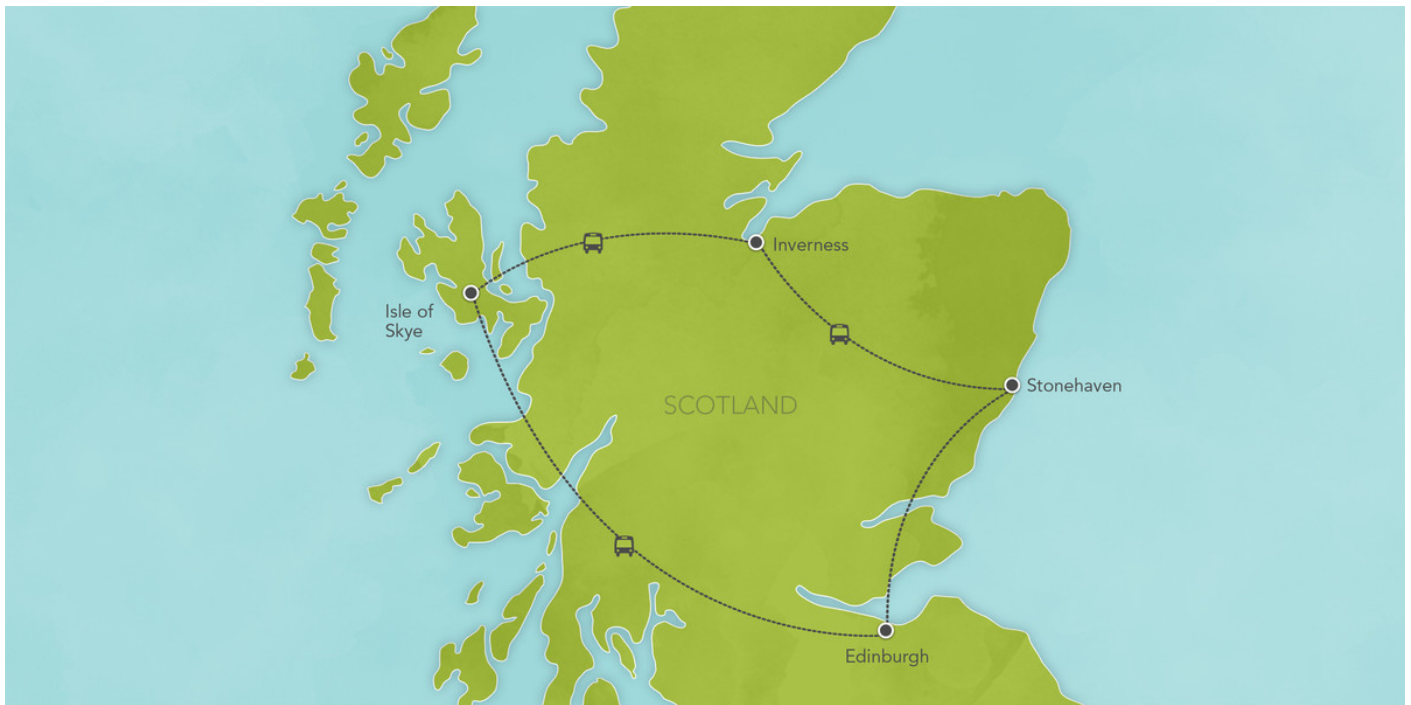 Inverness
Isle of
Skye
Stonehaven
SCOTLAND
Edinburgh